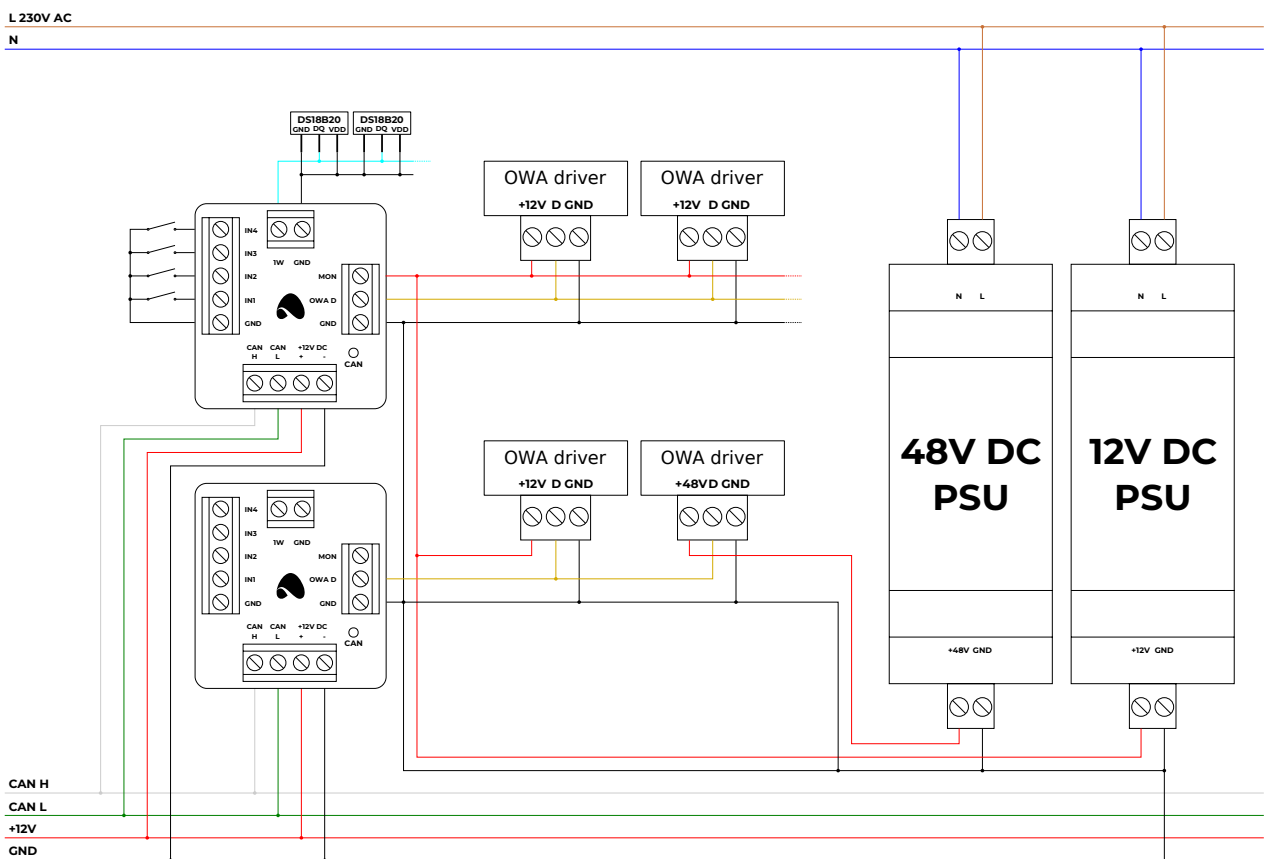 L 230V AC
N
DS18B20 DS18B20
GND DQ VDD GND DQ VDD
OWA driver OWA driver
+12V D GND +12V D GND
IN4
IN3
1W GND
IN2 MON
IN1 OWA D
GND GND
CAN CAN +12V DC
H L + -
CAN
N L N L
48V DC 12V DC
PSU PSU
OWA driver OWA driver
+12V D GND +48V D GND
IN4
IN3
1W GND
IN2 MON
IN1 OWA D
GND GND
CAN CAN +12V DC
H L + -
CAN
+48V GND +12V GND
CAN H
CAN L
+12V
GND